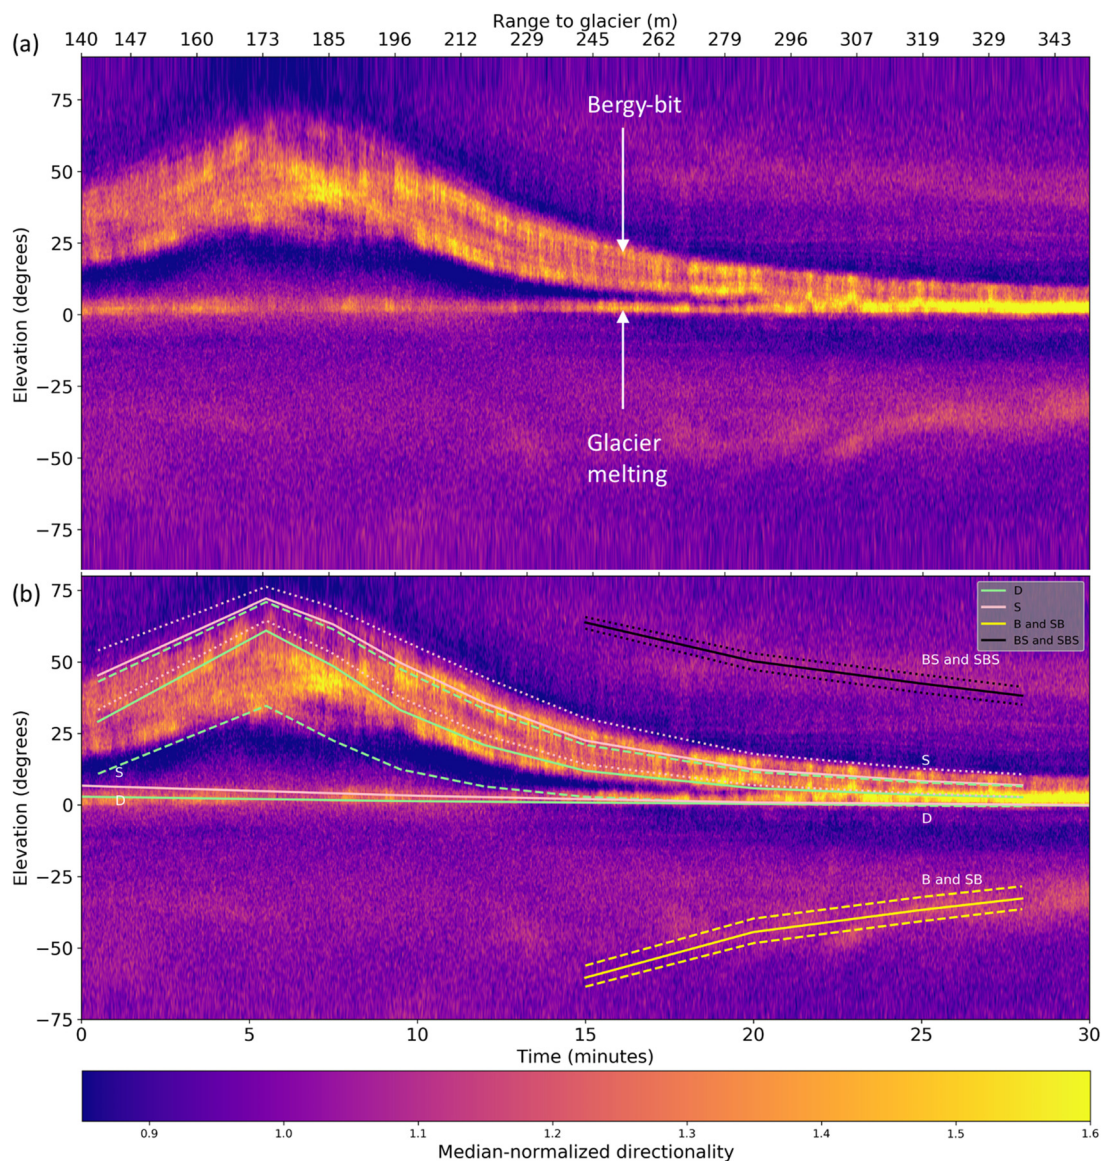 Range to glacier (m)
(a) 140 147 160 173 185 196 212 229 245 262 279 285 296 307 319 329 343
75
Bergy-bit
50
25
0
−25
Glacier
melting
−50
−75
Elevation (degrees)
(b) 75
D
S
B and SB
BS and SBS
50
BS and SBS
25
S
S
0
D
D
−25
B and SB
−50
−75
Elevation (degrees)
0 5 10 15 20 25 30
Time (minutes)
0.9 1.0 1.1 1.2 1.3 1.4 1.5 1.6
Median-normalized directionality